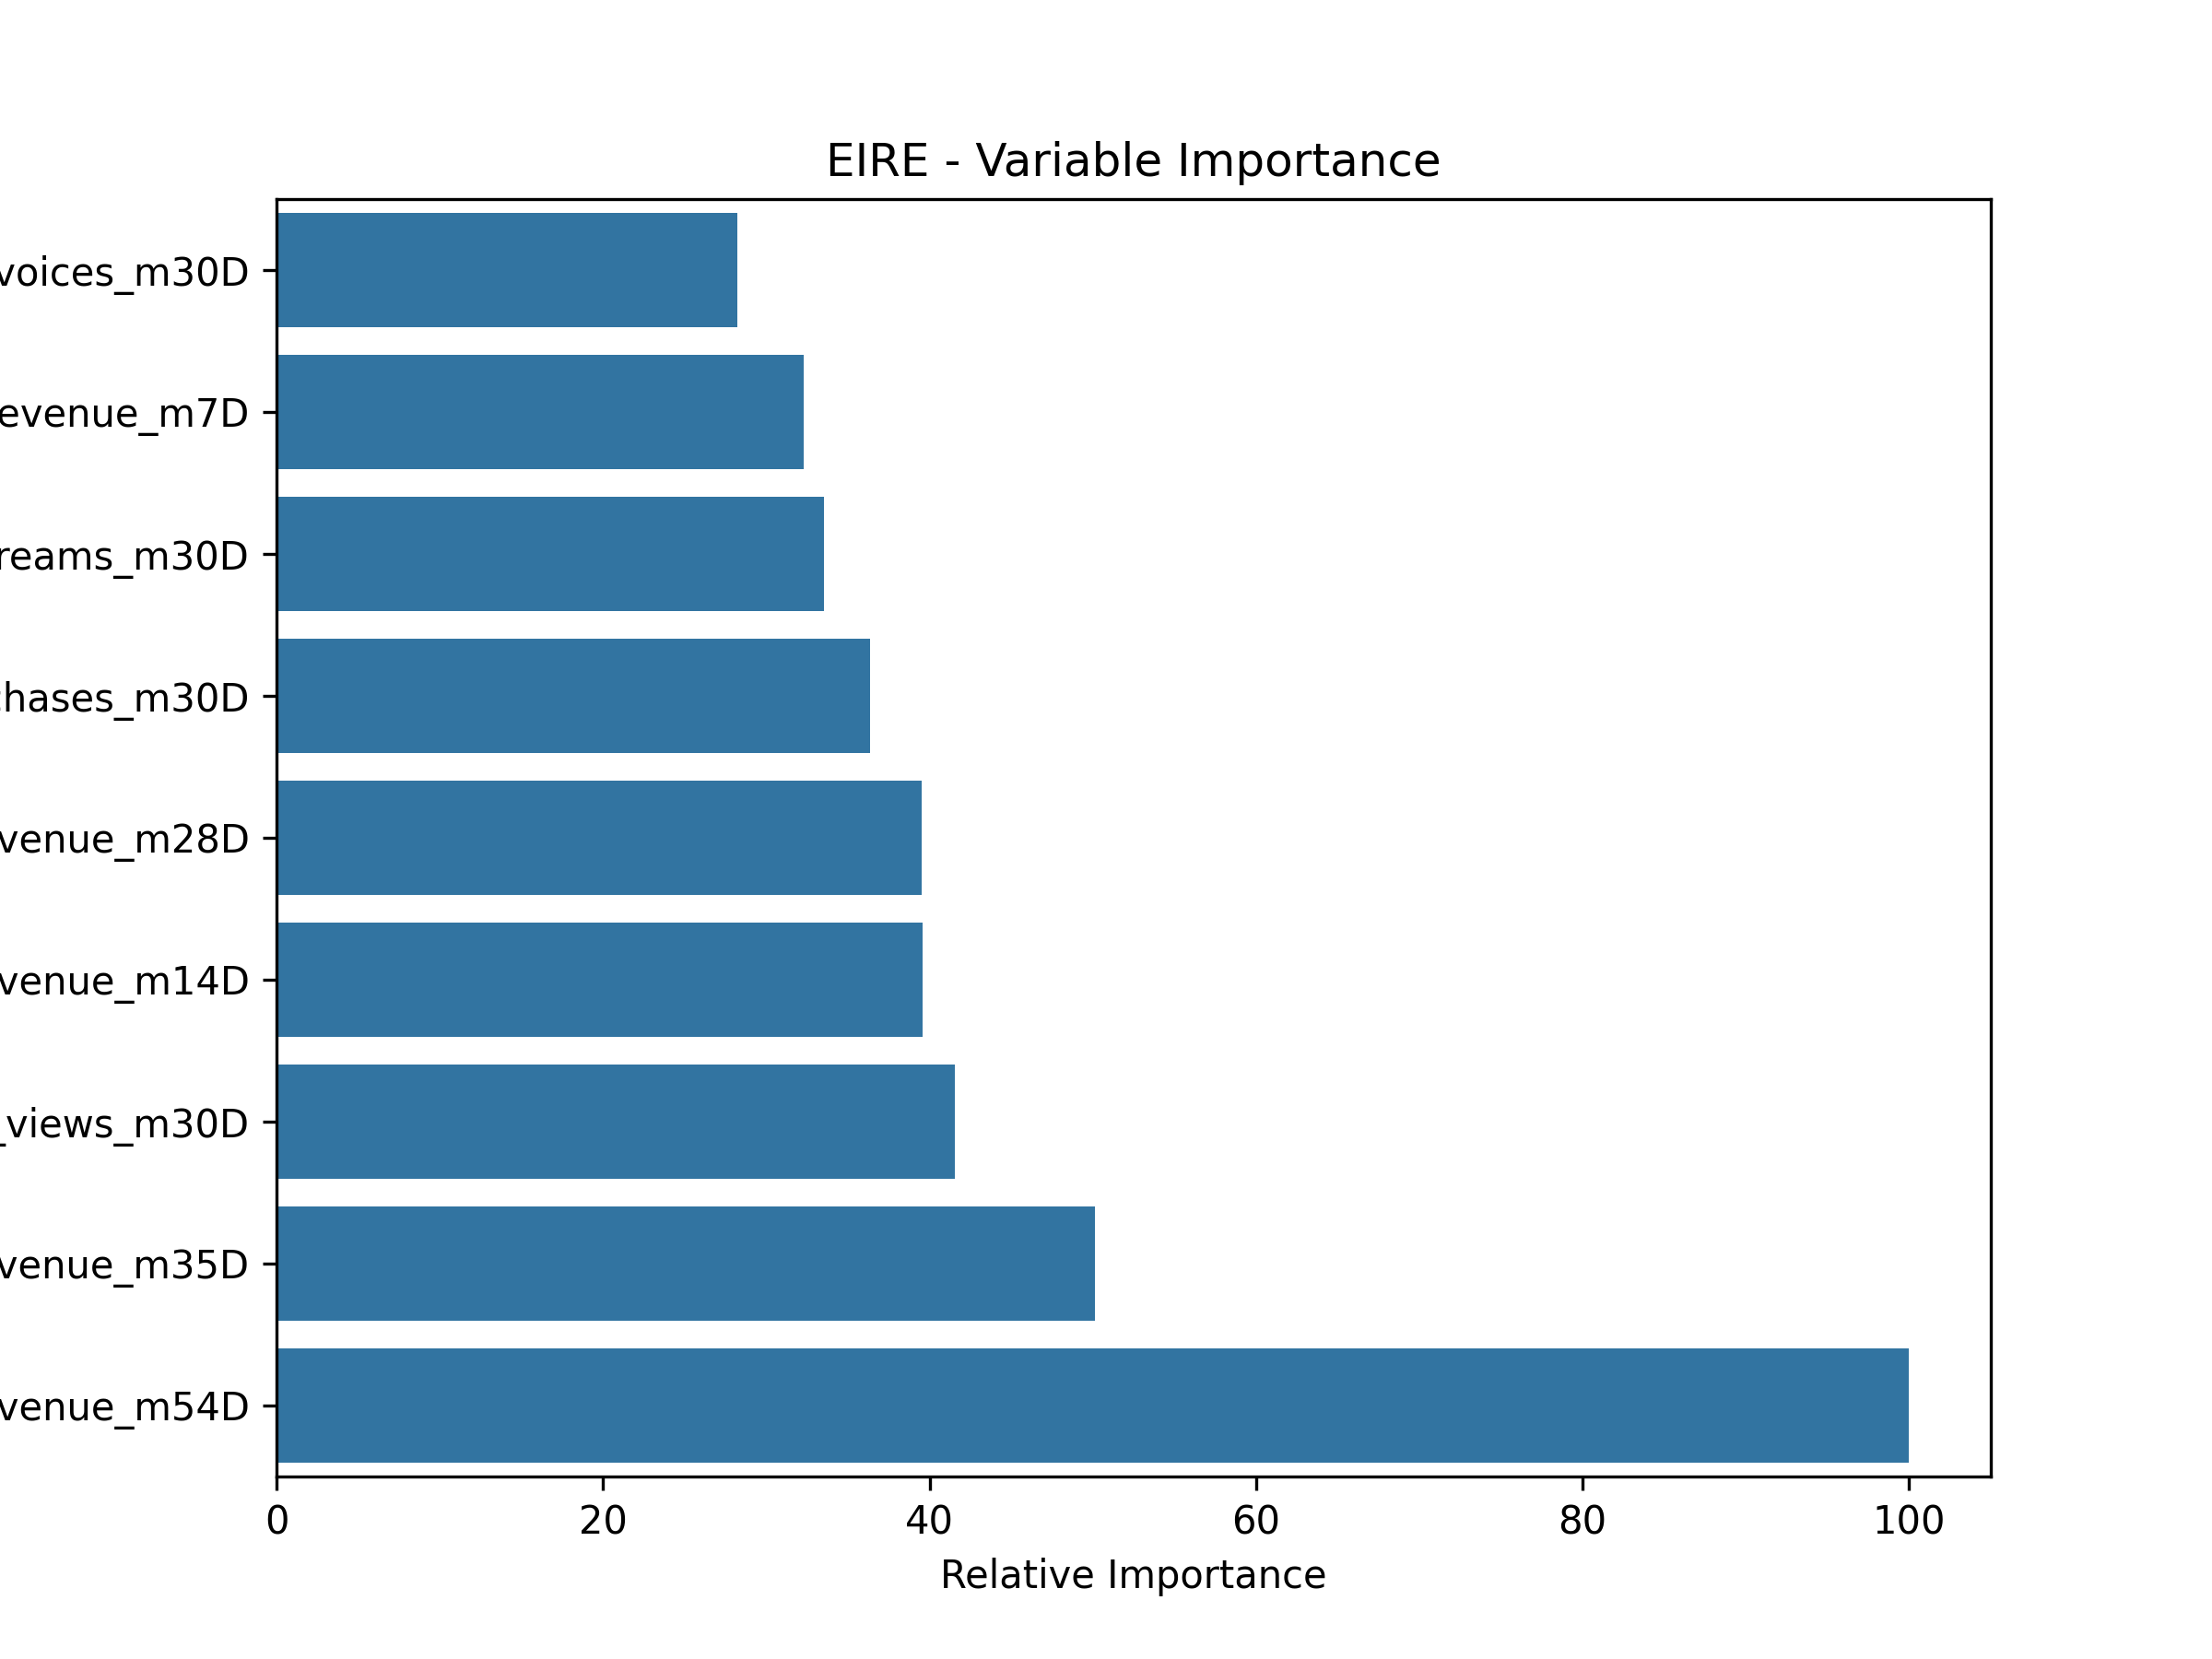 EIRE - Variable Importance
voices_m30D
evenue_m7D
reams_m30D
hases_m30D
venue_m28D
venue_m14D
_views_m30D
venue_m35D
venue_m54D
0 20 40 60 80 100
Relative Importance